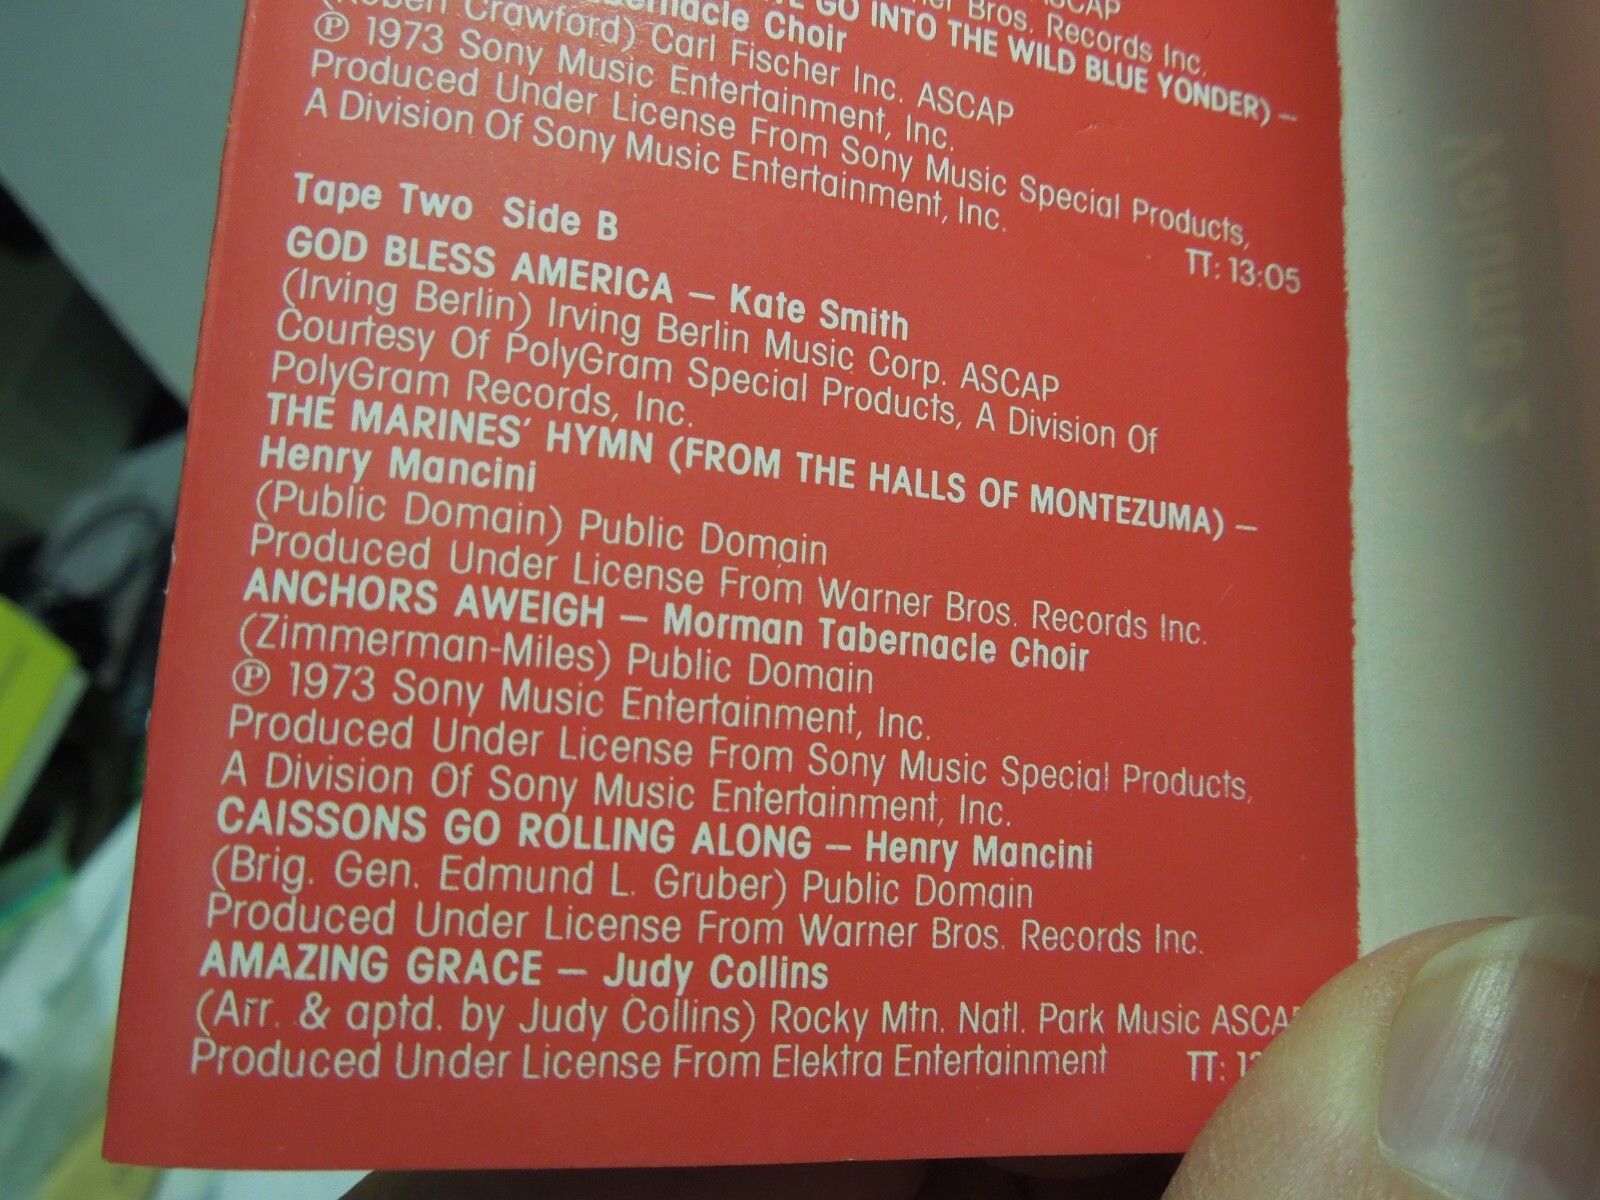 ASCAP
Bros. Records Inc.
GO INTO THE WILD BLUE YONDER) –
Tabernacle Choir
(Robert Crawford) Carl Fischer Inc. ASCAP
℗ 1973 Sony Music Entertainment, Inc.
Produced Under License From Sony Music Special Products,
A Division Of Sony Music Entertainment, Inc.
TT: 13:05
Tape Two Side B
GOD BLESS AMERICA – Kate Smith
(Irving Berlin) Irving Berlin Music Corp. ASCAP
Courtesy Of PolyGram Special Products, A Division Of
PolyGram Records, Inc.
THE MARINES' HYMN (FROM THE HALLS OF MONTEZUMA) –
Henry Mancini
(Public Domain) Public Domain
Produced Under License From Warner Bros. Records Inc.
ANCHORS AWEIGH – Morman Tabernacle Choir
(Zimmerman-Miles) Public Domain
℗ 1973 Sony Music Entertainment, Inc.
Produced Under License From Sony Music Special Products,
A Division Of Sony Music Entertainment, Inc.
CAISSONS GO ROLLING ALONG – Henry Mancini
(Brig. Gen. Edmund L. Gruber) Public Domain
Produced Under License From Warner Bros. Records Inc.
AMAZING GRACE – Judy Collins
(Arr. & aptd. by Judy Collins) Rocky Mtn. Natl. Park Music ASCAP
Produced Under License From Elektra Entertainment
TT: